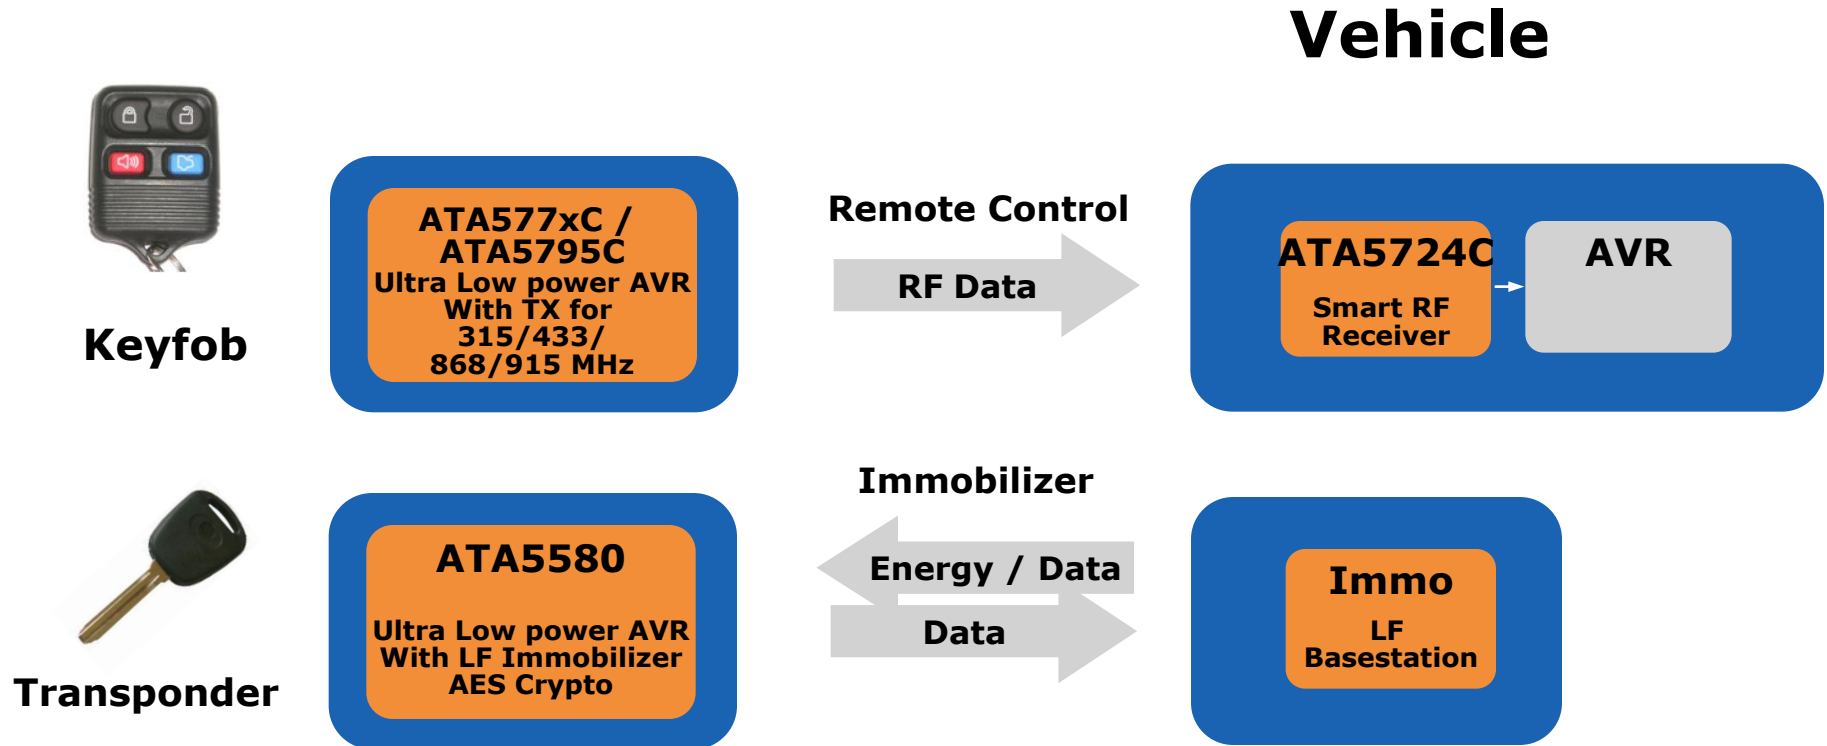 Vehicle
Keyfob
ATA577xC /
ATA5795C
Ultra Low power AVR
With TX for
315/433/
868/915 MHz
Remote Control
RF Data
ATA5724C
Smart RF
Receiver
AVR
Transponder
ATA5580
Ultra Low power AVR
With LF Immobilizer
AES Crypto
Immobilizer
Energy / Data
Data
Immo
LF
Basestation